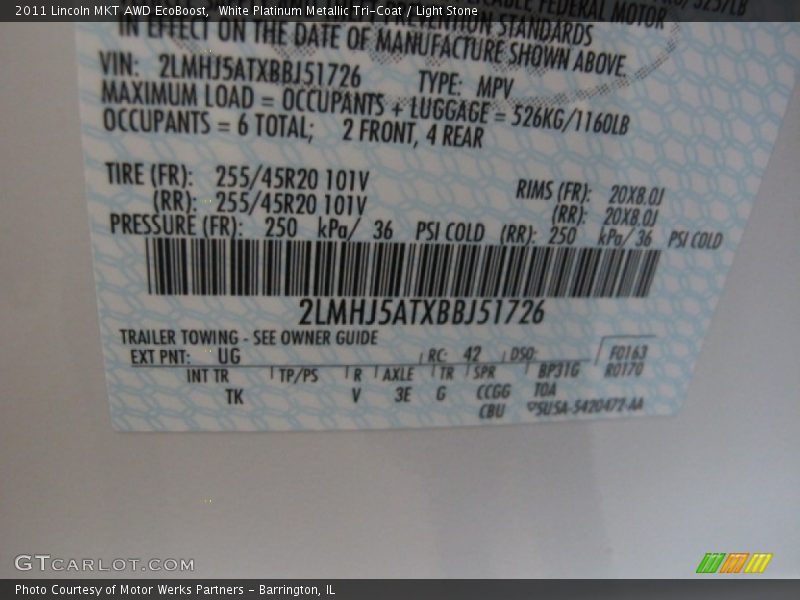 2011 Lincoln MKT AWD EcoBoost, White Platinum Metallic Tri-Coat / Light Stone
FEDERAL MOTOR
STANDARDS
IN EFFECT ON THE DATE OF MANUFACTURE SHOWN ABOVE.
VIN: 2LMHJ5ATXBBJ51726 TYPE: MPV
MAXIMUM LOAD = OCCUPANTS + LUGGAGE = 526KG/1160LB
OCCUPANTS = 6 TOTAL; 2 FRONT, 4 REAR
TIRE (FR): 255/45R20 101V RIMS (FR): 20X8.0J
(RR): 255/45R20 101V (RR): 20X8.0J
PRESSURE (FR): 250 kPa/ 36 PSI COLD (RR): 250 kPa/ 36 PSI COLD
2LMHJ5ATXBBJ51726
TRAILER TOWING - SEE OWNER GUIDE
EXT PNT: UG RC: 42 DSO: F0163
INT TR TP/PS R AXLE TR SPR BP31G R0170
TK V 3E G CCGG TOA
CBU SUSA-5420472-AA
GTCARLOT.COM
Photo Courtesy of Motor Werks Partners - Barrington, IL